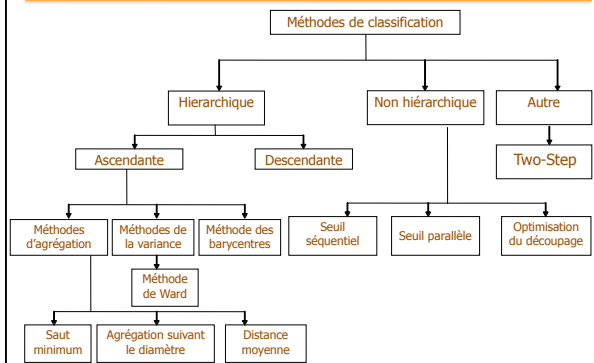 Méthodes de classification
Hierarchique
Non hiérarchique
Autre
Ascendante
Descendante
Two-Step
Méthodes
d'agrégation
Méthodes de
la variance
Méthode des
barycentres
Seuil
séquentiel
Seuil parallèle
Optimisation
du découpage
Méthode
de Ward
Saut
minimum
Agrégation suivant
le diamètre
Distance
moyenne